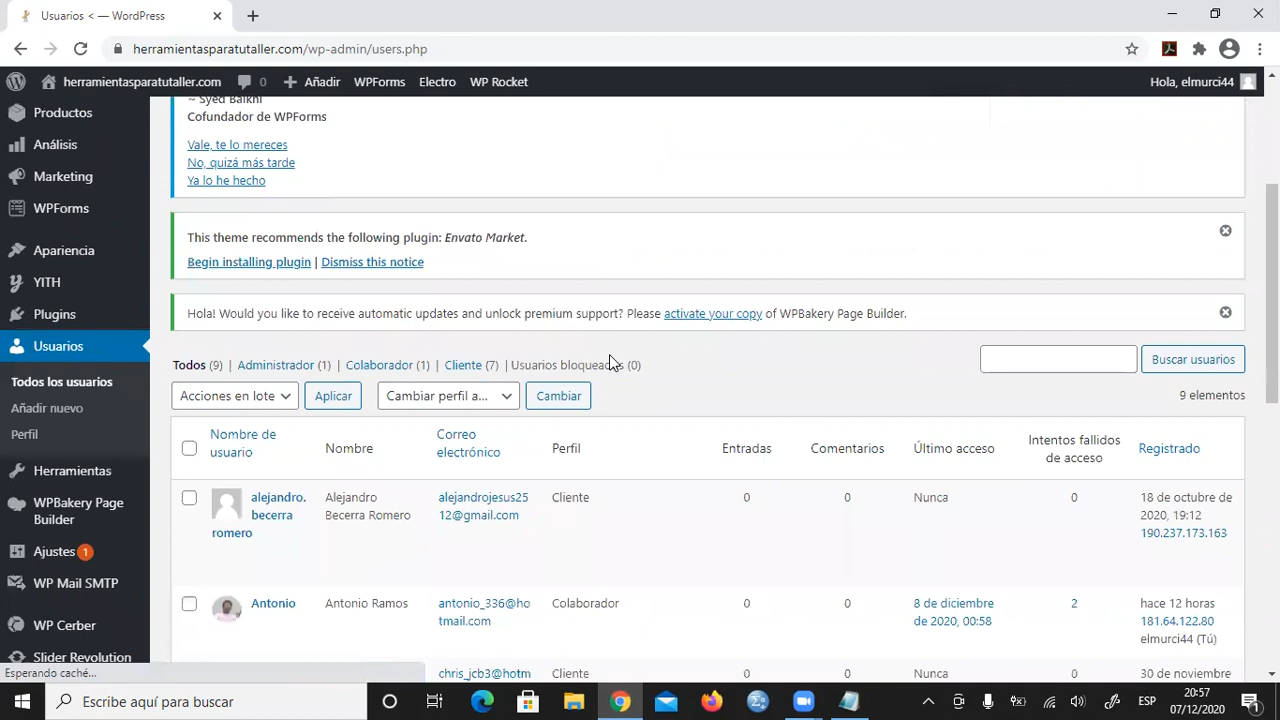 Usuarios < — WordPress
herramientasparatutaller.com/wp-admin/users.php
herramientasparatutaller.com 0 Añadir WPForms Electro WP Rocket Hola, elmurci44
Productos
Análisis
Marketing
WPForms
Apariencia
YITH
Plugins
Usuarios
Todos los usuarios
Añadir nuevo
Perfil
Herramientas
WPBakery Page
Builder
Ajustes 1
WP Mail SMTP
WP Cerber
Slider Revolution
Esperando caché...
~ Syed Balkhi
Cofundador de WPForms
Vale, te lo mereces
No, quizá más tarde
Ya lo he hecho
This theme recommends the following plugin: Envato Market.
Begin installing plugin | Dismiss this notice
Hola! Would you like to receive automatic updates and unlock premium support? Please activate your copy of WPBakery Page Builder.
Todos (9) | Administrador (1) | Colaborador (1) | Cliente (7) | Usuarios bloqueados (0)
Buscar usuarios
Acciones en lote Aplicar Cambiar perfil a... Cambiar 9 elementos
Nombre de
usuario
Nombre
Correo
electrónico
Perfil
Entradas
Comentarios
Último acceso
Intentos fallidos
de acceso
Registrado
alejandro.
becerra
romero
Alejandro
Becerra Romero
alejandrojesus25
12@gmail.com
Cliente
0
0
Nunca
0
18 de octubre de
2020, 19:12
190.237.173.163
Antonio
Antonio Ramos
antonio_336@ho
tmail.com
Colaborador
0
0
8 de diciembre
de 2020, 00:58
2
hace 12 horas
181.64.122.80
elmurci44 (Tú)
chris_jcb3@hotm
Cliente
0
0
Nunca
0
30 de noviembre
Escribe aquí para buscar
ESP
20:57
07/12/2020
1